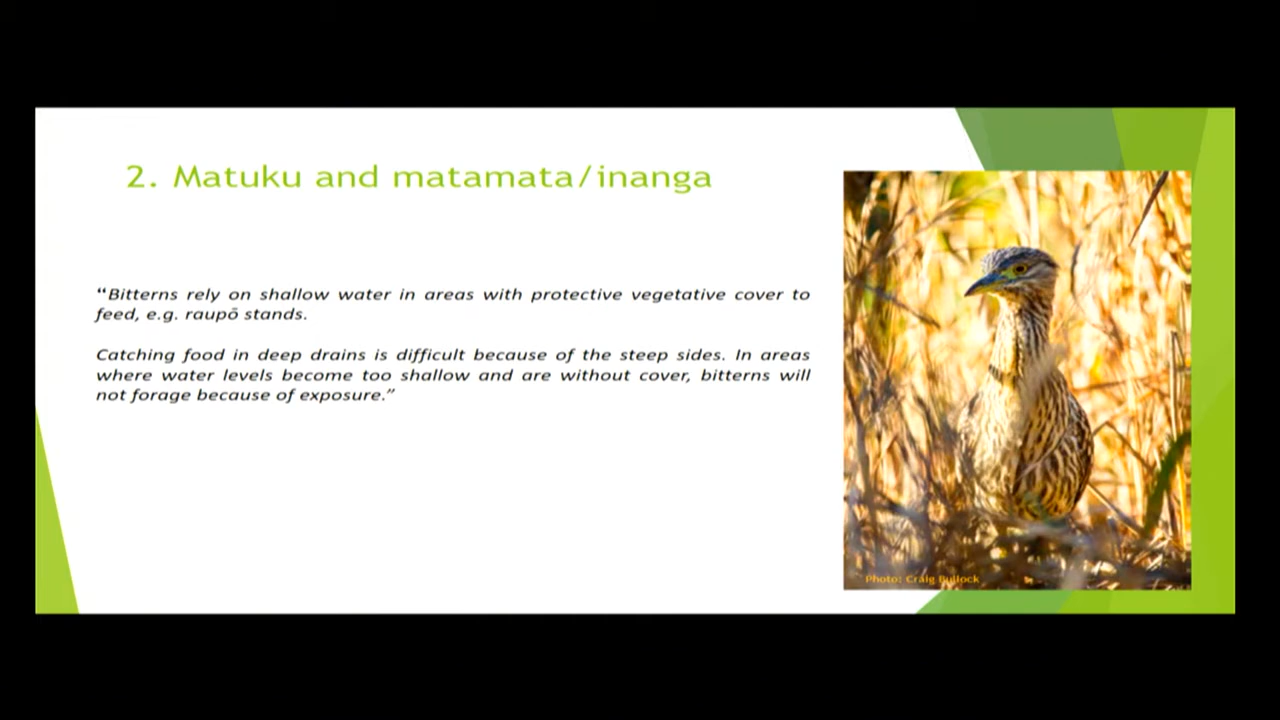 2. Matuku and matamata/inanga
“Bitterns rely on shallow water in areas with protective vegetative cover to
feed, e.g. raupō stands.
Catching food in deep drains is difficult because of the steep sides. In areas
where water levels become too shallow and are without cover, bitterns will
not forage because of exposure.”
Photo: Craig Bullock